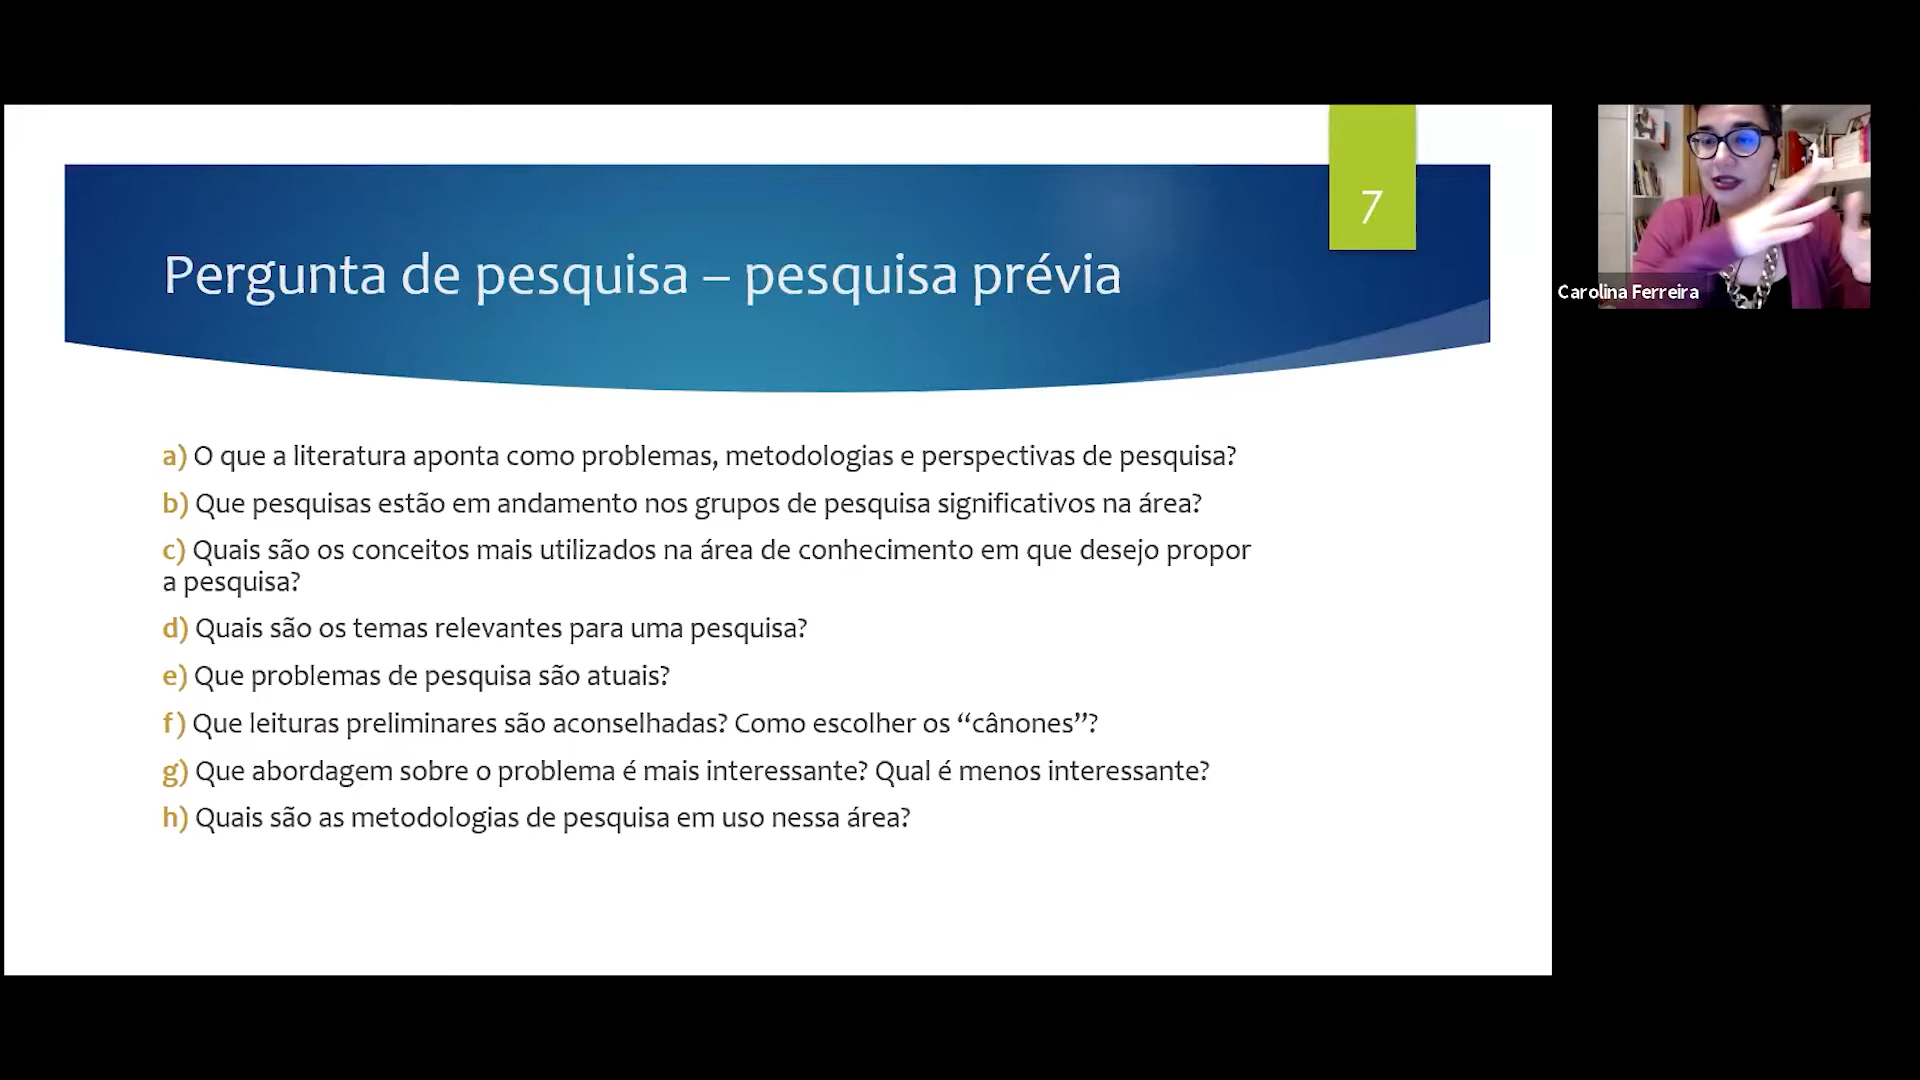 7
Pergunta de pesquisa – pesquisa prévia
Carolina Ferreira
a) O que a literatura aponta como problemas, metodologias e perspectivas de pesquisa?
b) Que pesquisas estão em andamento nos grupos de pesquisa significativos na área?
c) Quais são os conceitos mais utilizados na área de conhecimento em que desejo propor
a pesquisa?
d) Quais são os temas relevantes para uma pesquisa?
e) Que problemas de pesquisa são atuais?
f) Que leituras preliminares são aconselhadas? Como escolher os “cânones”?
g) Que abordagem sobre o problema é mais interessante? Qual é menos interessante?
h) Quais são as metodologias de pesquisa em uso nessa área?